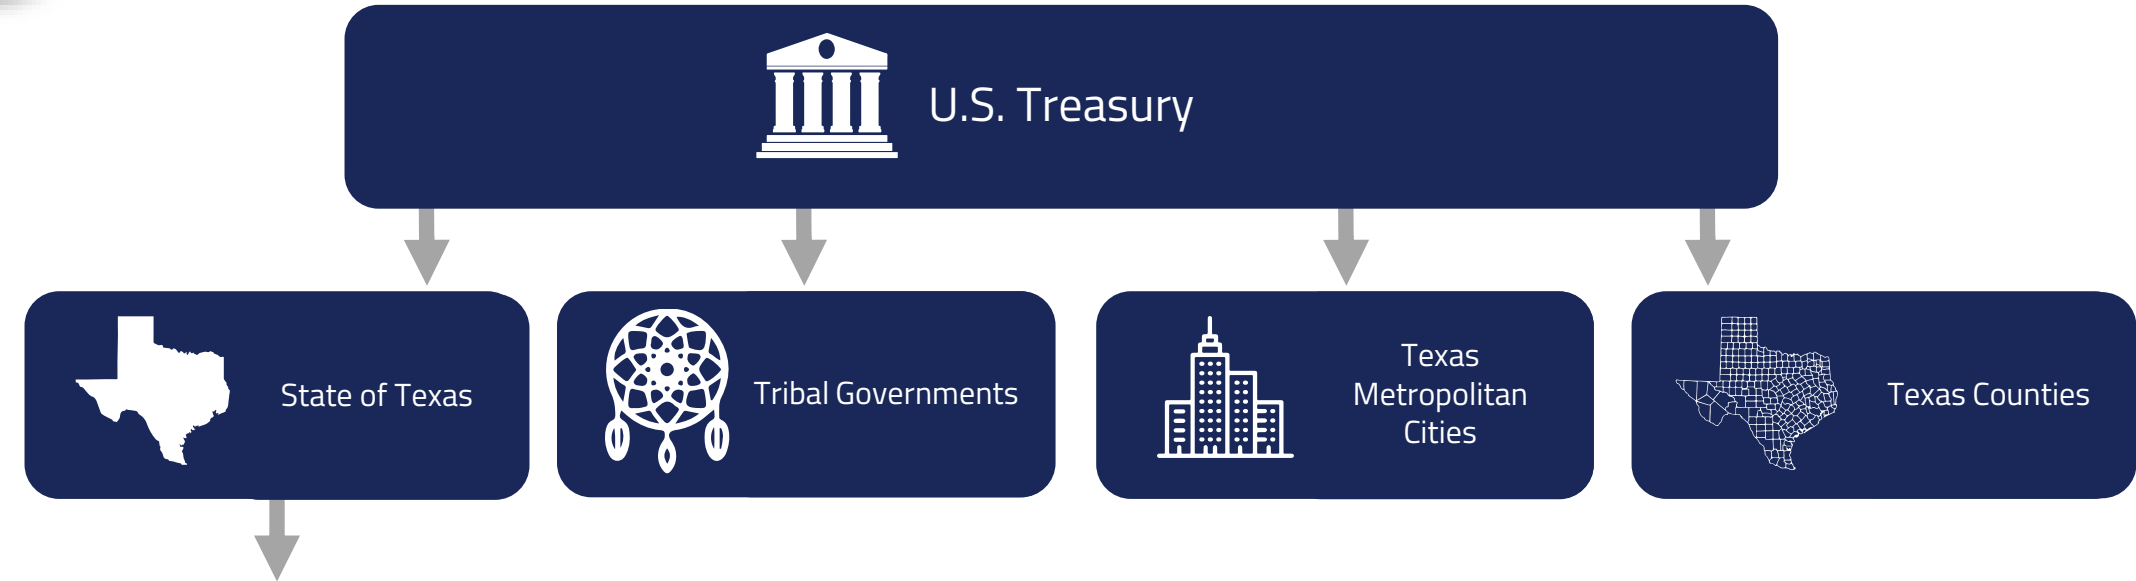 U.S. Treasury
State of Texas
Tribal Governments
Texas
Metropolitan
Cities
Texas Counties